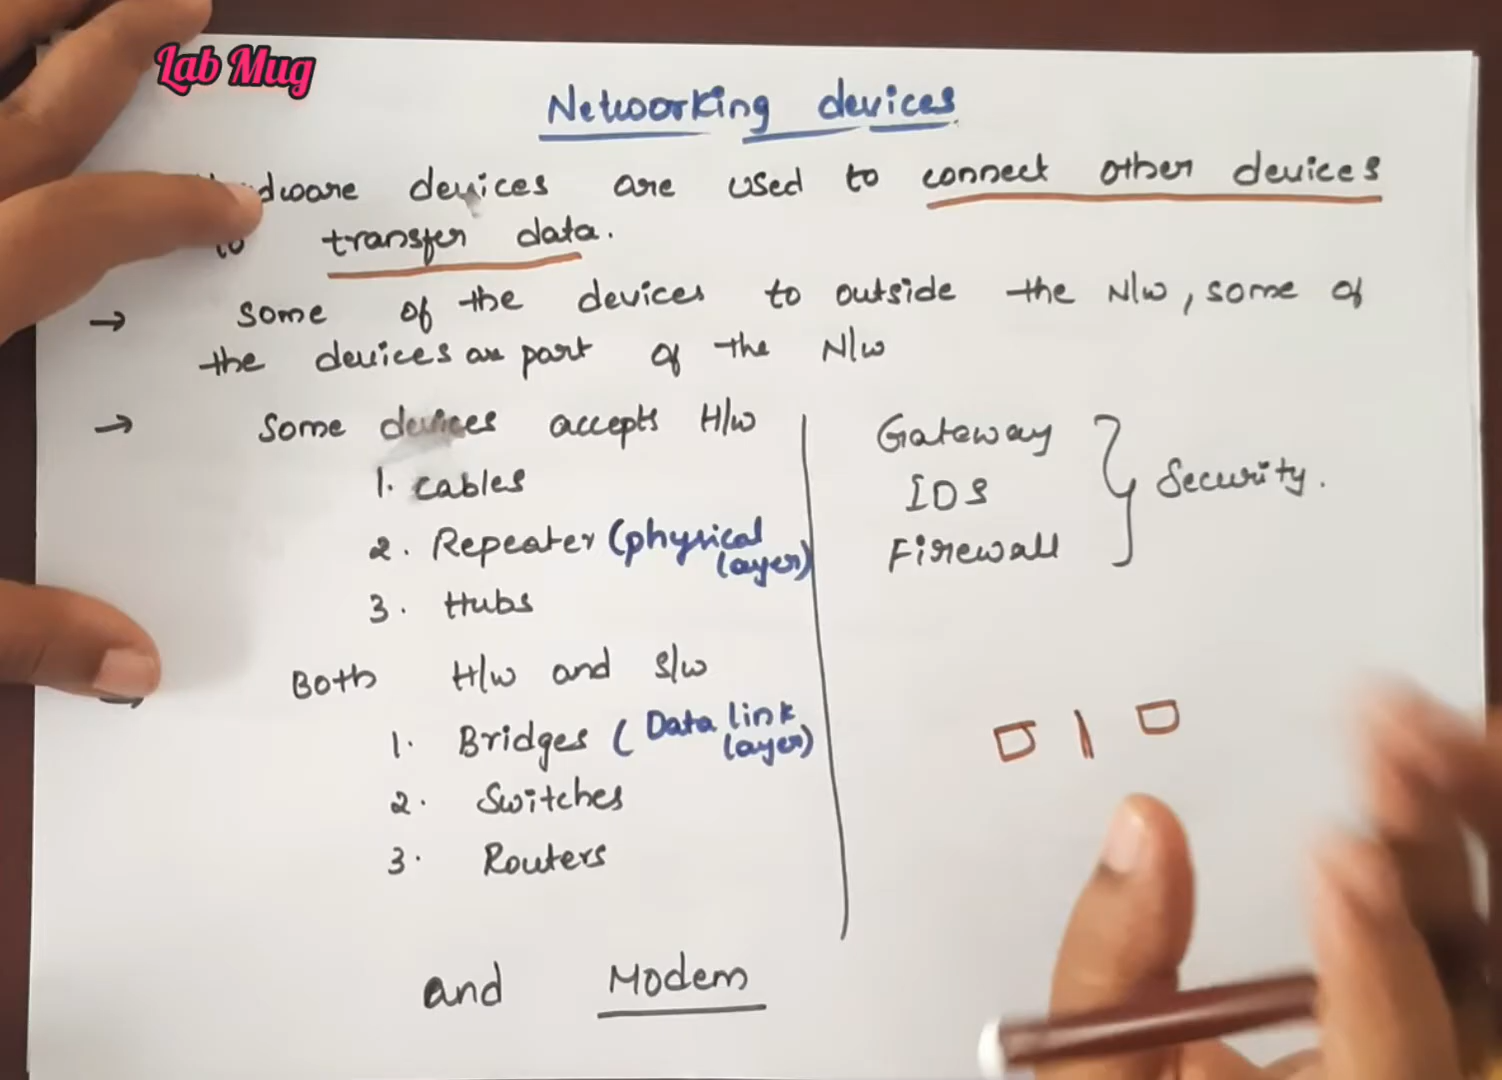 Lab Mug
Networking devices
devices are used to connect other devices
to transfer data.
→ Some of the devices to outside the N/w, some of
the devices are part of the N/w
→ Some devices accepts H/w
1. cables
2. Repeater (physical
layer)
3. Hubs
→ Both H/w and S/w
1. Bridges (Data link
layer)
2. Switches
3. Routers
and Modem
Gateway
IDS
Firewall
Security.